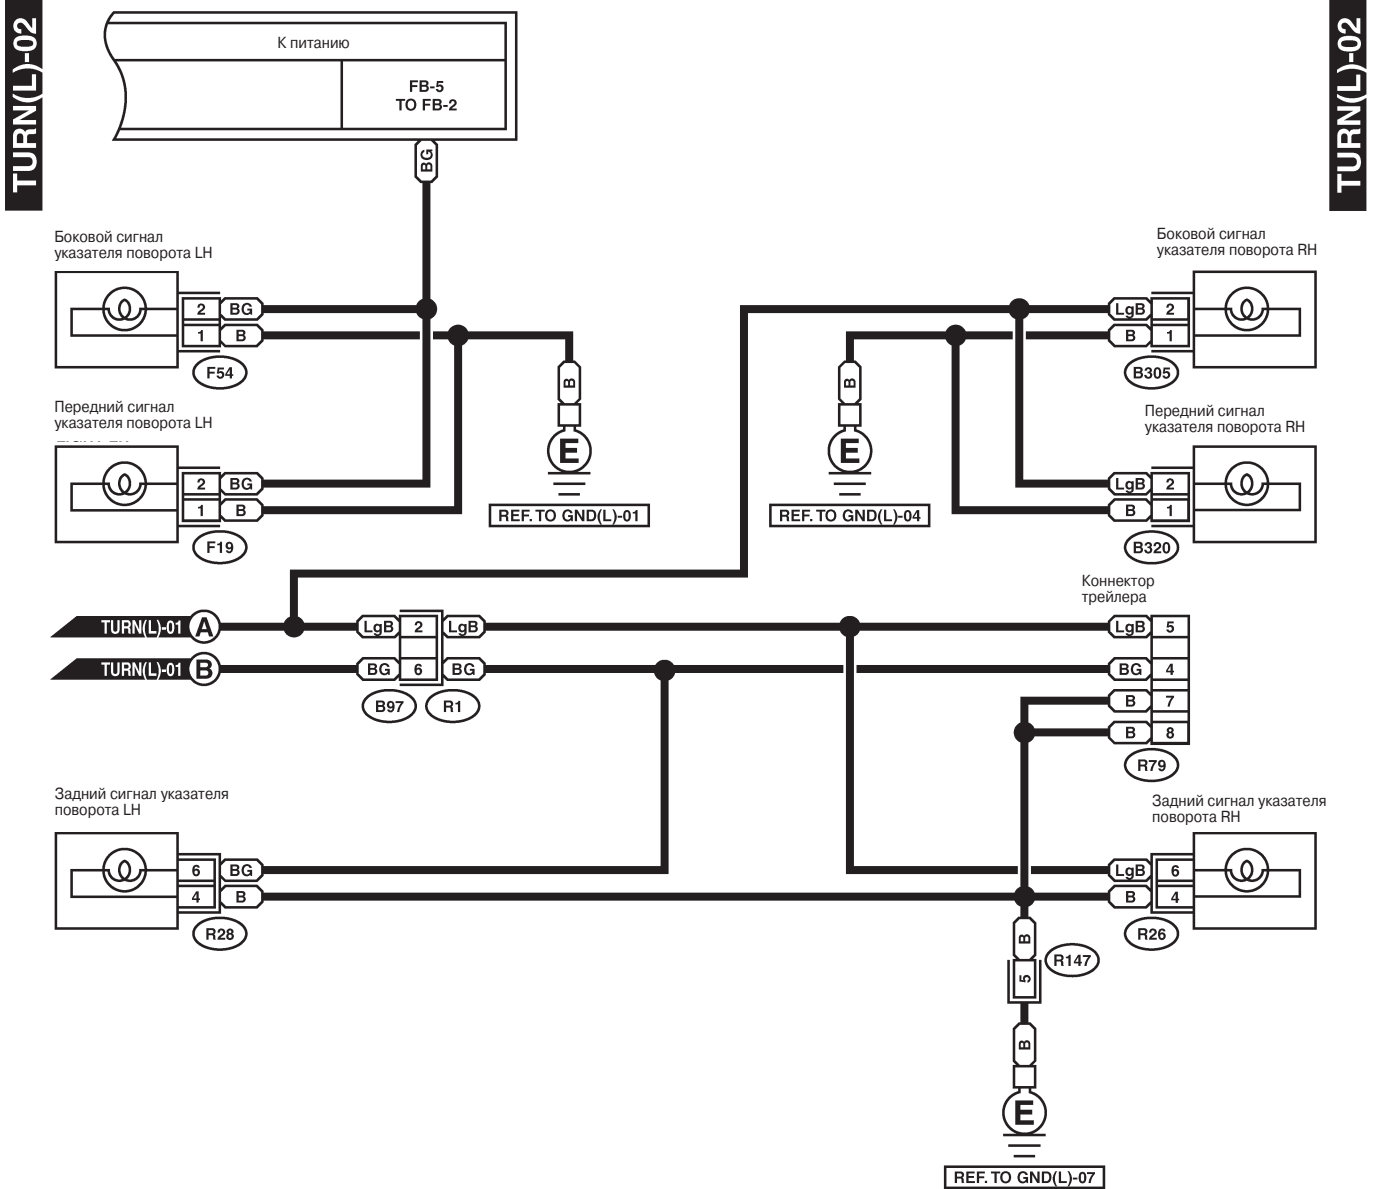 TURN(L)-02
TURN(L)-02
К питанию
FB-5
TO FB-2
BG
Боковой сигнал
указателя поворота LH
2 BG
1 B
F54
Передний сигнал
указателя поворота LH
2 BG
1 B
F19
B
E
REF. TO GND(L)-01
Боковой сигнал
указателя поворота RH
LgB 2
B 1
B305
Передний сигнал
указателя поворота RH
LgB 2
B 1
B320
B
E
REF. TO GND(L)-04
Коннектор
трейлера
TURN(L)-01 A
LgB 2 LgB
LgB 5
TURN(L)-01 B
BG 6 BG
BG 4
B97
R1
B 7
B 8
R79
Задний сигнал указателя
поворота LH
6 BG
4 B
R28
Задний сигнал указателя
поворота RH
LgB 6
B 4
R26
B
R147
5
B
E
REF. TO GND(L)-07